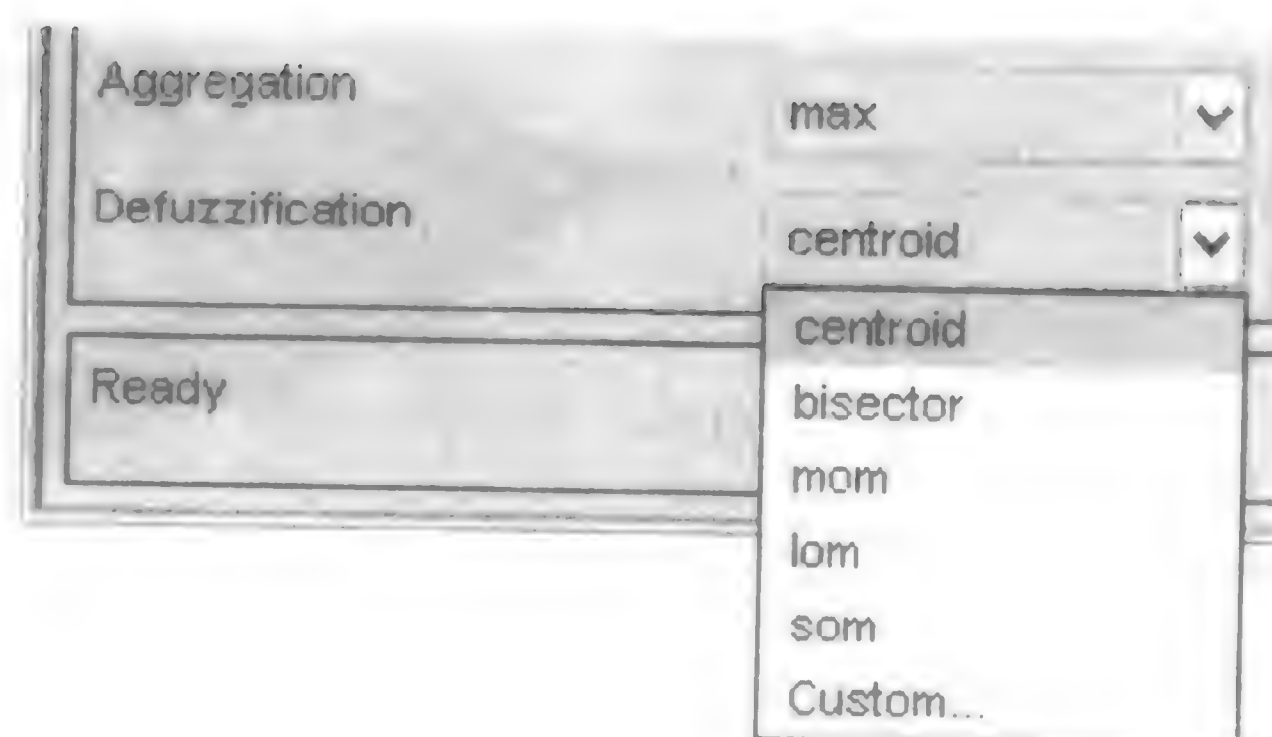 Aggregation
max
Defuzzification
centroid
centroid
Ready
bisector
mom
lom
som
Custom...